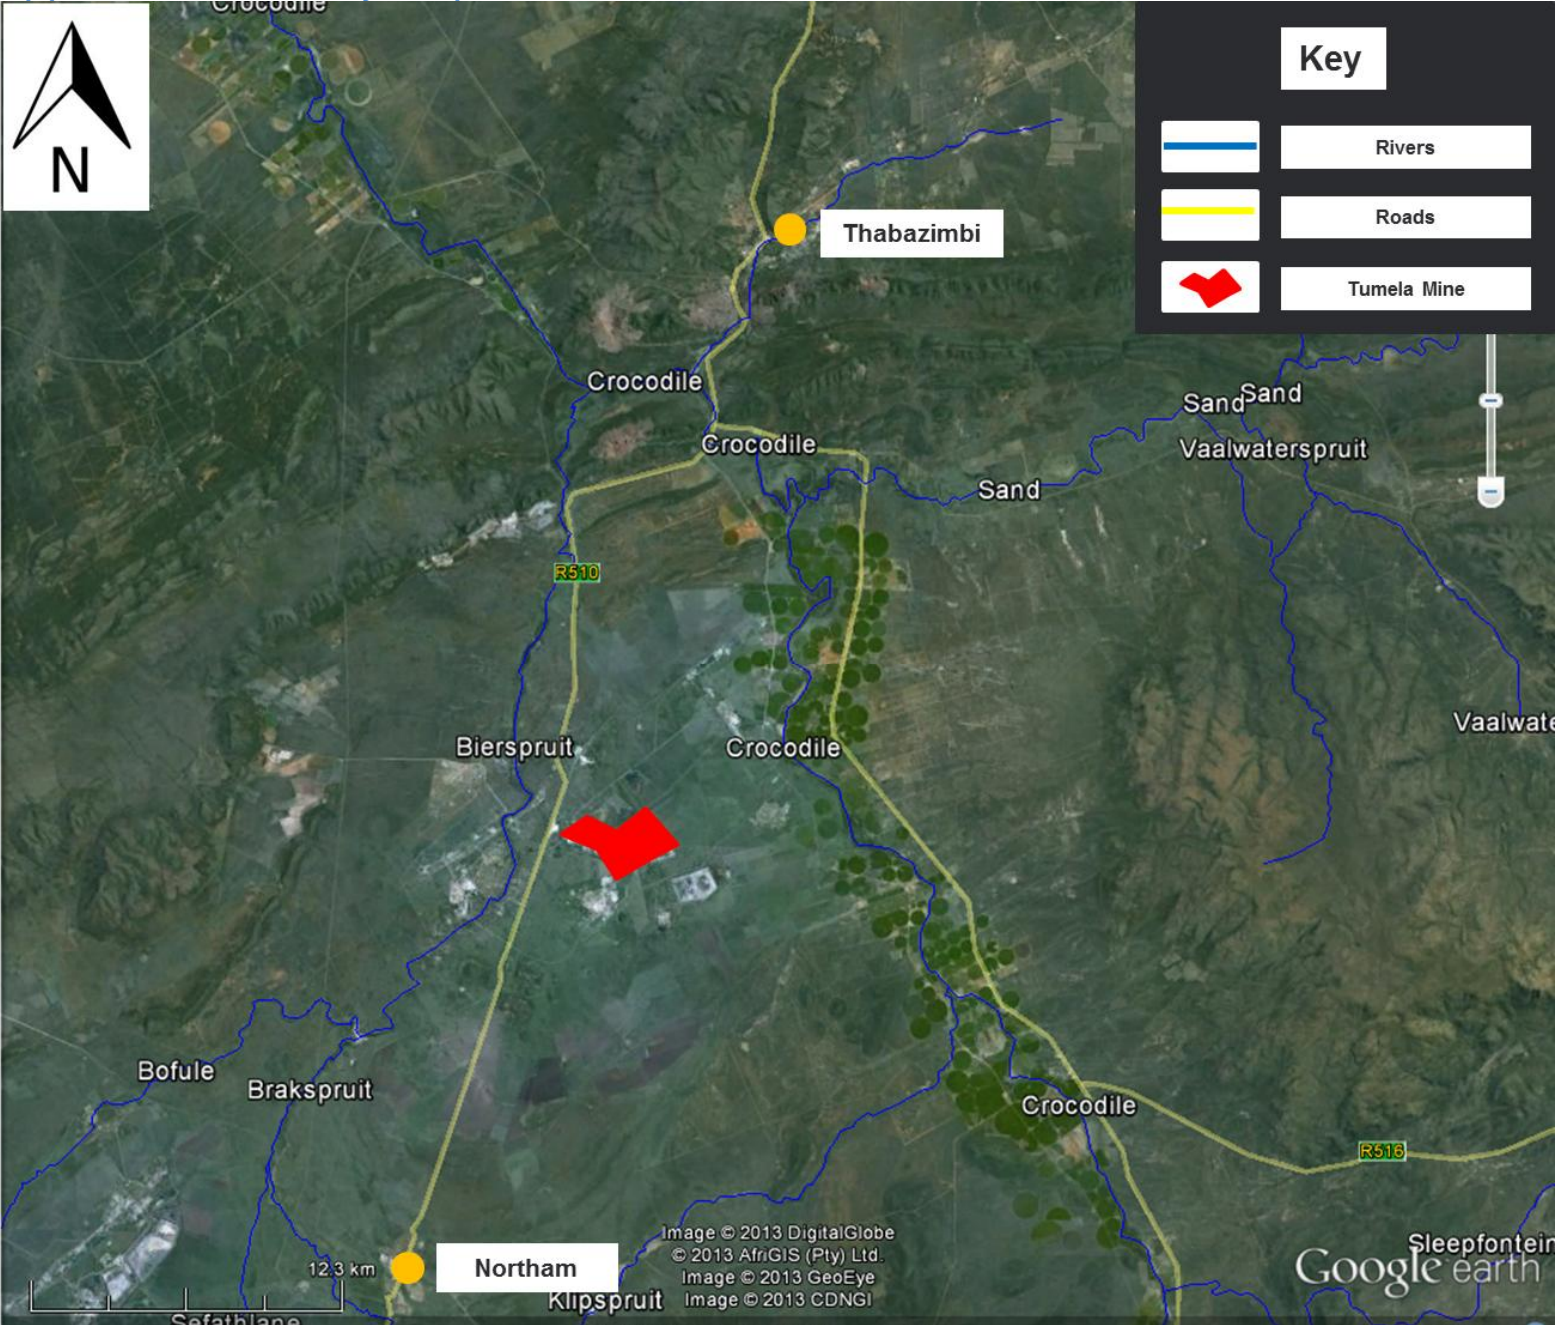 Crocodile
N
Key
Rivers
Roads
Tumela Mine
Thabazimbi
Crocodile
Crocodile
Sand
Sand
Vaalwaterspruit
Sand
R510
Vaalwate
Bierspruit
Crocodile
Bofule
Brakspruit
Crocodile
R516
12.3 km
Northam
Klipspruit
Sefathlane
Image © 2013 DigitalGlobe
© 2013 AfriGIS (Pty) Ltd.
Image © 2013 GeoEye
Image © 2013 CDNGI
Sleepfontein
Google earth